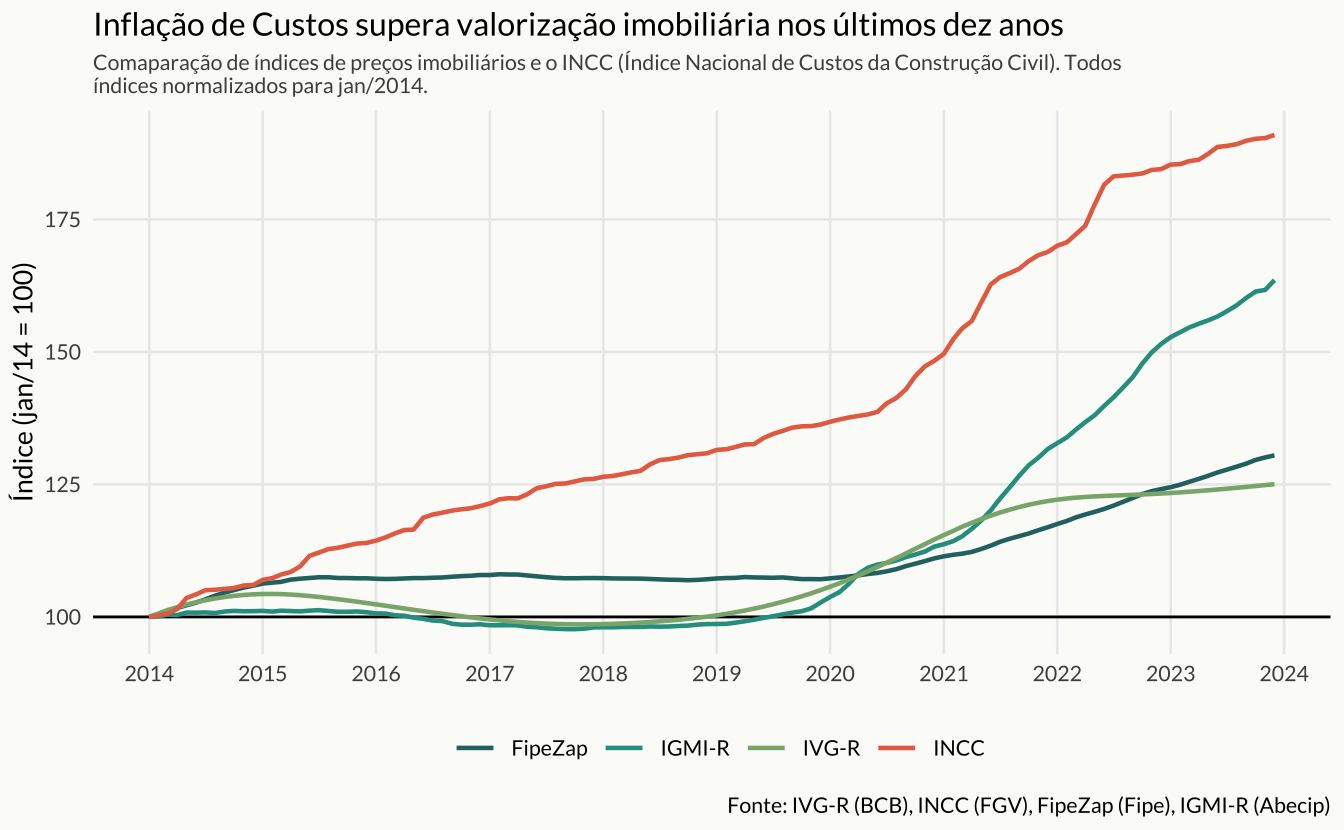 Inflação de Custos supera valorização imobiliária nos últimos dez anos
Comaparação de índices de preços imobiliários e o INCC (Índice Nacional de Custos da Construção Civil). Todos
índices normalizados para jan/2014.
Índice (jan/14 = 100)
175
150
125
100
2014 2015 2016 2017 2018 2019 2020 2021 2022 2023 2024
FipeZap IGMI-R IVG-R INCC
Fonte: IVG-R (BCB), INCC (FGV), FipeZap (Fipe), IGMI-R (Abecip)